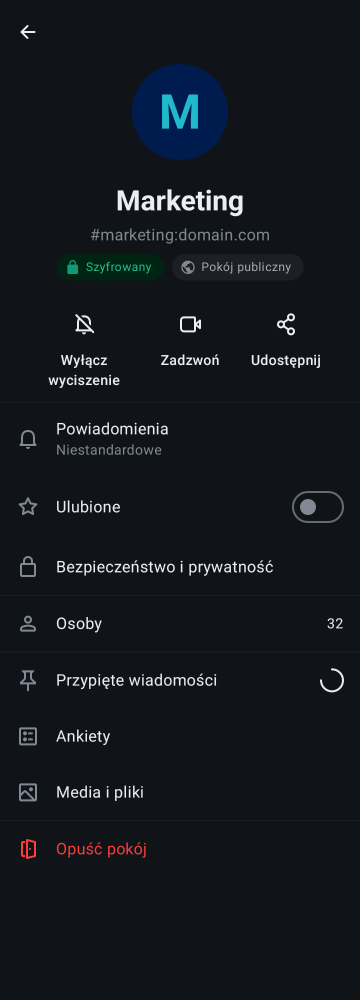 M
Marketing
#marketing:domain.com
Szyfrowany
Pokój publiczny
Wyłącz
wyciszenie
Zadzwoń
Udostępnij
Powiadomienia
Niestandardowe
Ulubione
Bezpieczeństwo i prywatność
Osoby
32
Przypięte wiadomości
Ankiety
Media i pliki
Opuść pokój